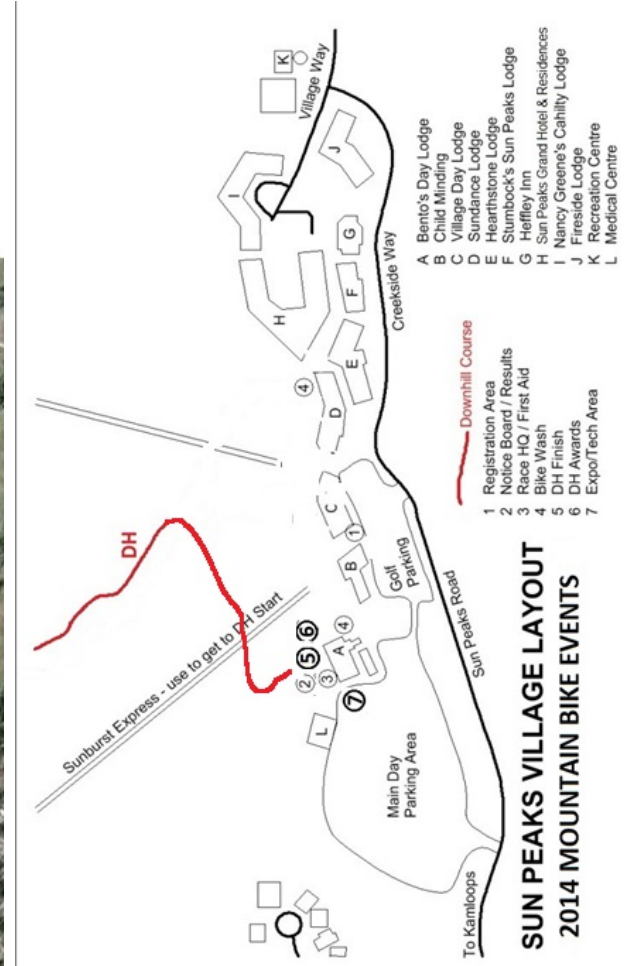 K
Village Way
I
J
H
G
F
E
4
D
Creekside Way
DH
Sunburst Express - use to get to DH Start
C
1
B
Golf
Parking
5
6
2
3
4
A
7
L
Main Day
Parking Area
Sun Peaks Road
To Kamloops
SUN PEAKS VILLAGE LAYOUT
2014 MOUNTAIN BIKE EVENTS
Downhill Course
1 Registration Area
2 Notice Board / Results
3 Race HQ / First Aid
4 Bike Wash
5 DH Finish
6 DH Awards
7 Expo/Tech Area
A Bento's Day Lodge
B Child Minding
C Village Day Lodge
D Sundance Lodge
E Hearthstone Lodge
F Stumbock's Sun Peaks Lodge
G Heffley Inn
H Sun Peaks Grand Hotel & Residences
I Nancy Greene's Cahilty Lodge
J Fireside Lodge
K Recreation Centre
L Medical Centre